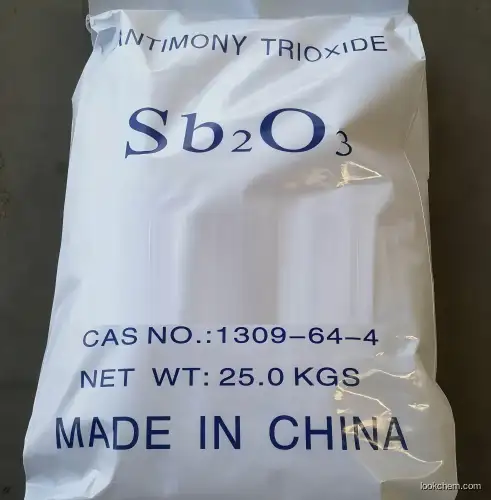 ANTIMONY TRIOXIDE
Sb₂O₃
CAS NO.:1309-64-4
NET WT: 25.0 KGS
MADE IN CHINA
lookchem.com